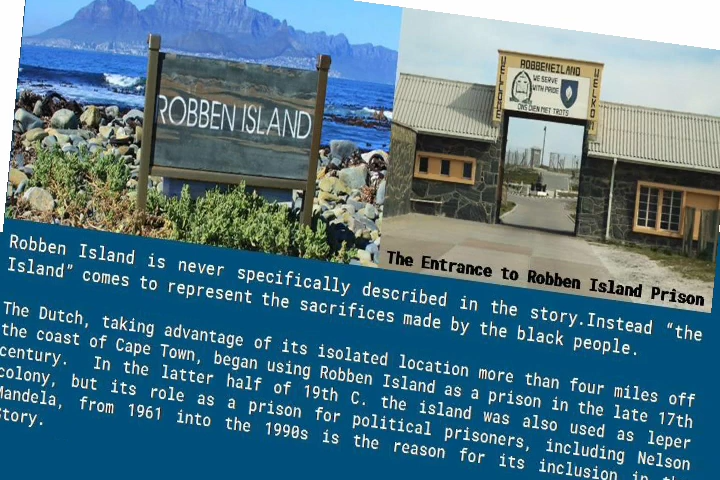 ROBBEN ISLAND
ROBBENEILAND
WE SERVE
WITH PRIDE
ONS DIEN MET TROTS
The Entrance to Robben Island Prison
Robben Island is never specifically described in the story.Instead “the
Island” comes to represent the sacrifices made by the black people.
The Dutch, taking advantage of its isolated location more than four miles off
the coast of Cape Town, began using Robben Island as a prison in the late 17th
century. In the latter half of 19th C. the island was also used as leper
colony, but its role as a prison for political prisoners, including Nelson
Mandela, from 1961 into the 1990s is the reason for its inclusion in
Story.